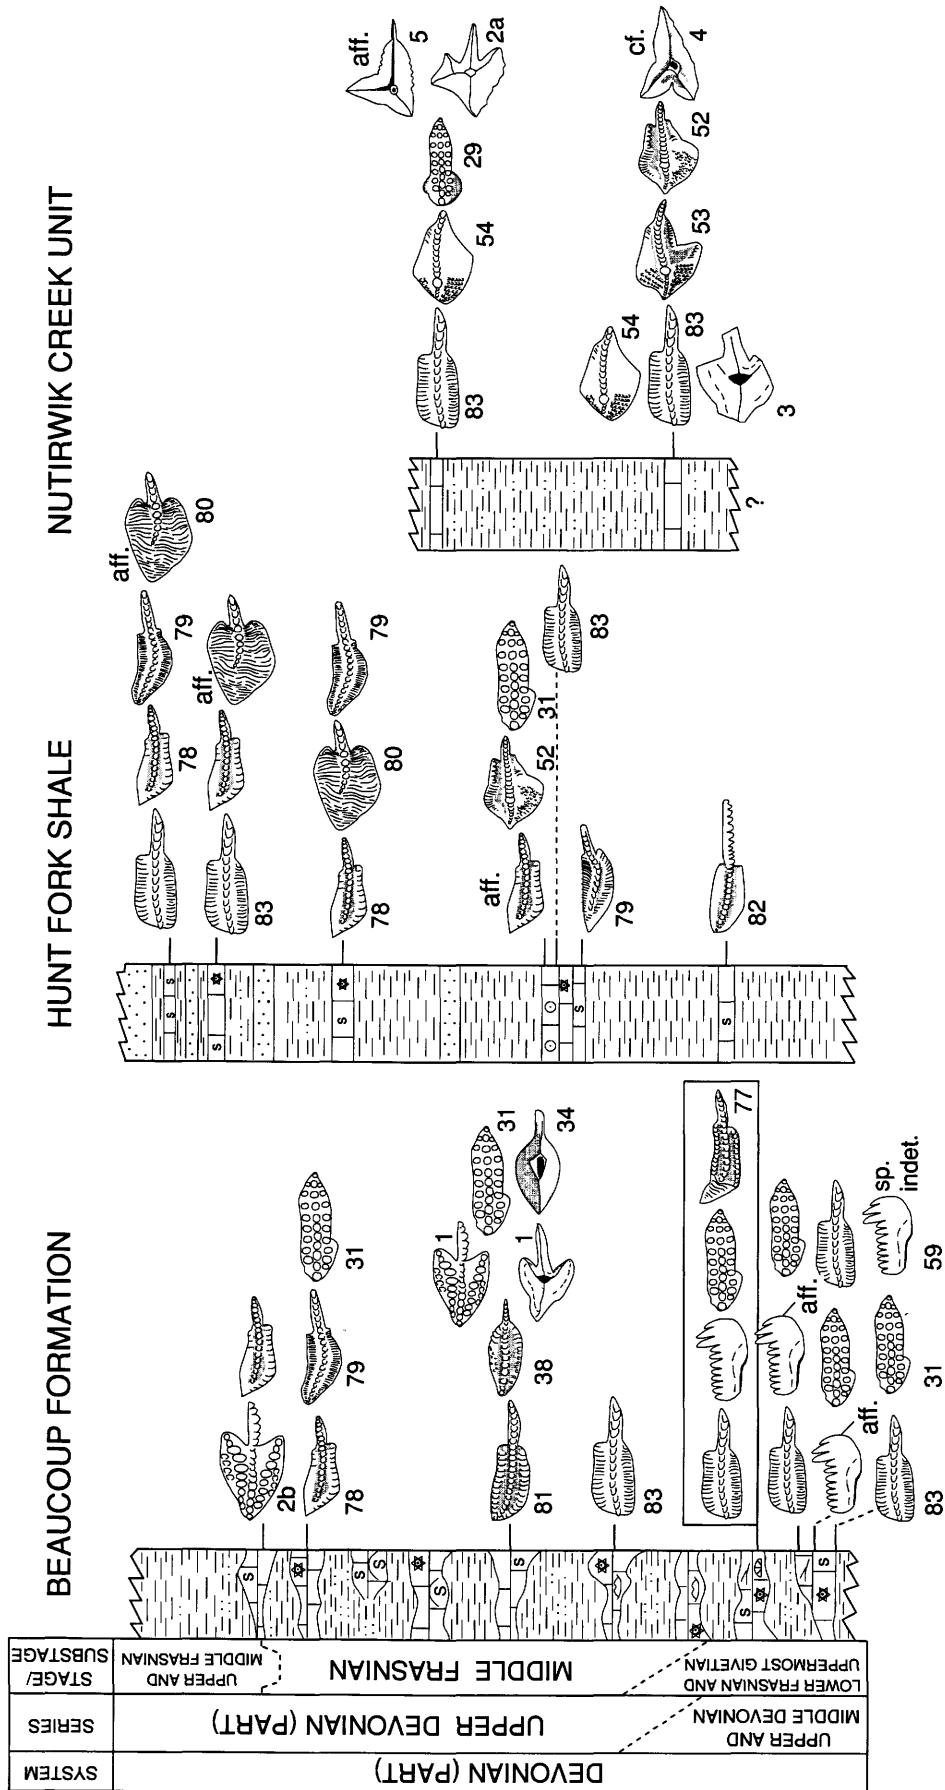 SYSTEM
SERIES
STAGE/
SUBSTAGE
DEVONIAN (PART)
UPPER DEVONIAN (PART)
UPPER AND
MIDDLE DEVONIAN
UPPER AND
MIDDLE FRASNIAN
MIDDLE FRASNIAN
LOWER FRASNIAN AND
UPPERMOST GIVETIAN
BEAUCOUP FORMATION
S
S
S
S
S
S
S
2b
78
79
31
81
38
1
1
31
34
83
77
aff.
aff.
83
31
59
sp.
indet.
HUNT FORK SHALE
S
S
S
S
S
S
S
83
78
79
aff.
80
83
aff.
78
80
79
aff.
52
31
83
79
82
NUTIRWIK CREEK UNIT
?
83
54
29
aff.
5
2a
54
83
3
53
52
cf.
4